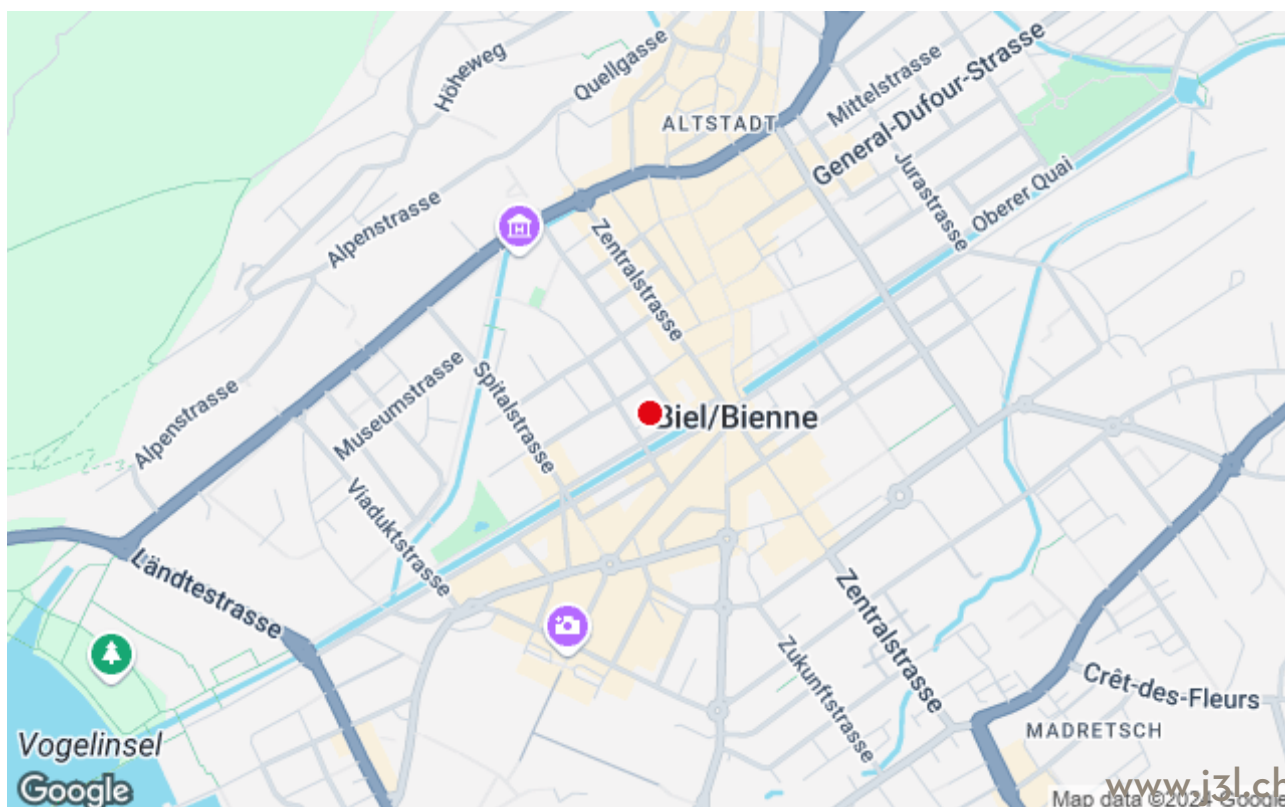 Höheweg
Quellgasse
ALTSTADT
Mittelstrasse
General-Dufour-Strasse
Jurastrasse
Oberer Quai
Alpenstrasse
Zentralstrasse
Alpenstrasse
Museumstrasse
Spitalstrasse
Biel/Bienne
Viaduktstrasse
Ländtestrasse
Zentralstrasse
Zukunftstrasse
Crêt-des-Fleurs
MADRETSCH
Vogelinsel
Google
www.j3l.ch
Map data ©2024 Google